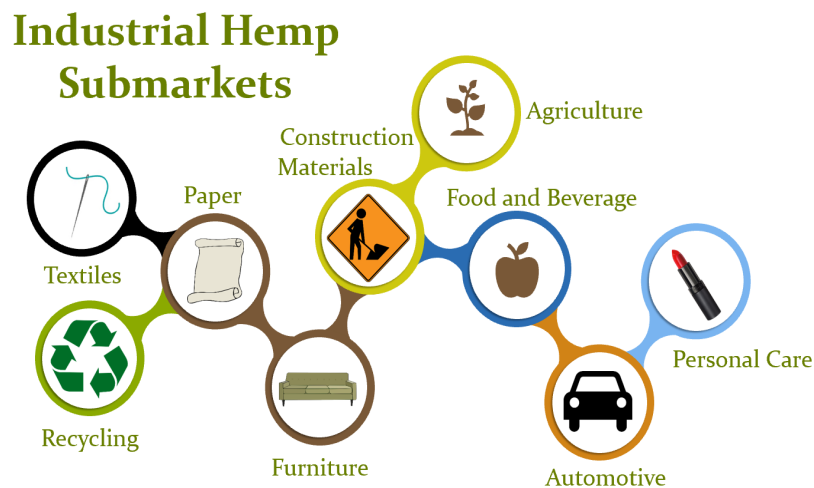 Industrial Hemp
Submarkets
Agriculture
Construction
Materials
Paper
Food and Beverage
Textiles
Personal Care
Recycling
Furniture
Automotive